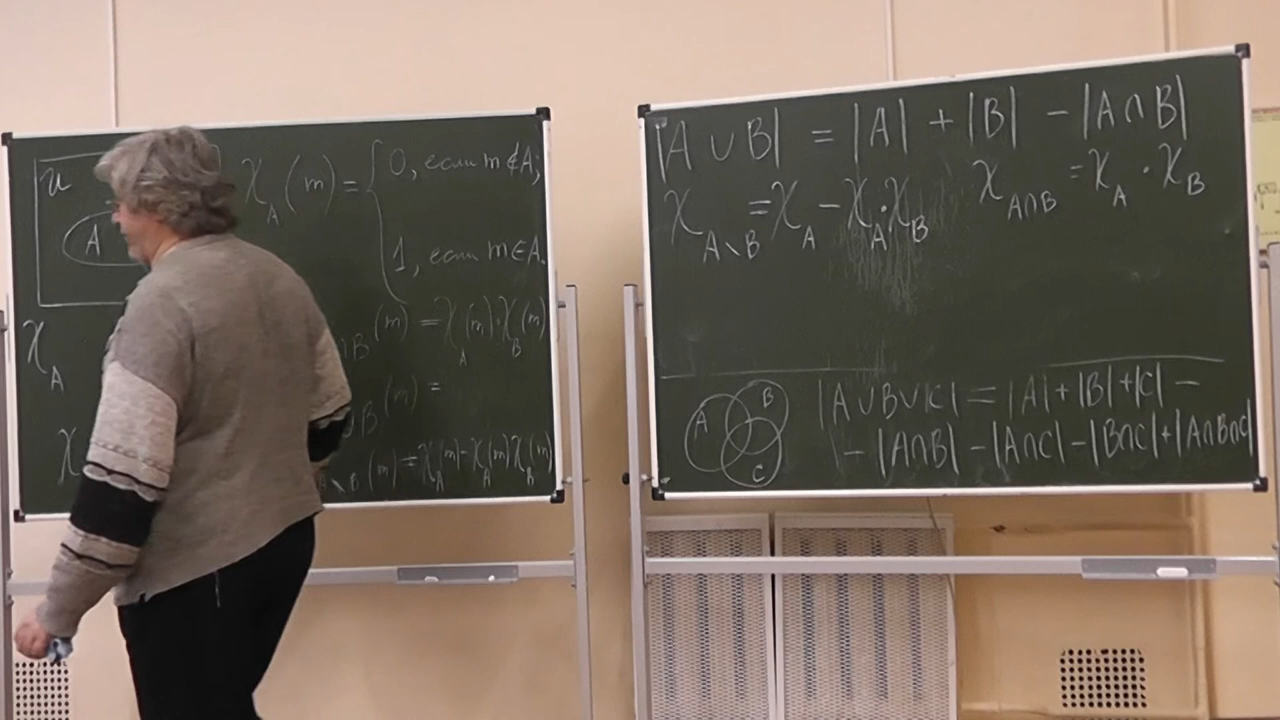 u
A
χ_A(m) = { 0, если m ∉ A;
1, если m ∈ A.
χ_A
∩B(m) = χ_A(m)·χ_B(m)
∪B(m) =
χ
A∖B(m) = χ_A(m) − χ_A(m)χ_B(m)
|A ∪ B| = |A| + |B| − |A ∩ B|
χ_{A∖B} = χ_A − χ_A·χ_B χ_{A∩B} = χ_A · χ_B
A B C
|A∪B∪C| = |A| + |B| + |C| −
− |A∩B| − |A∩C| − |B∩C| + |A∩B∩C|